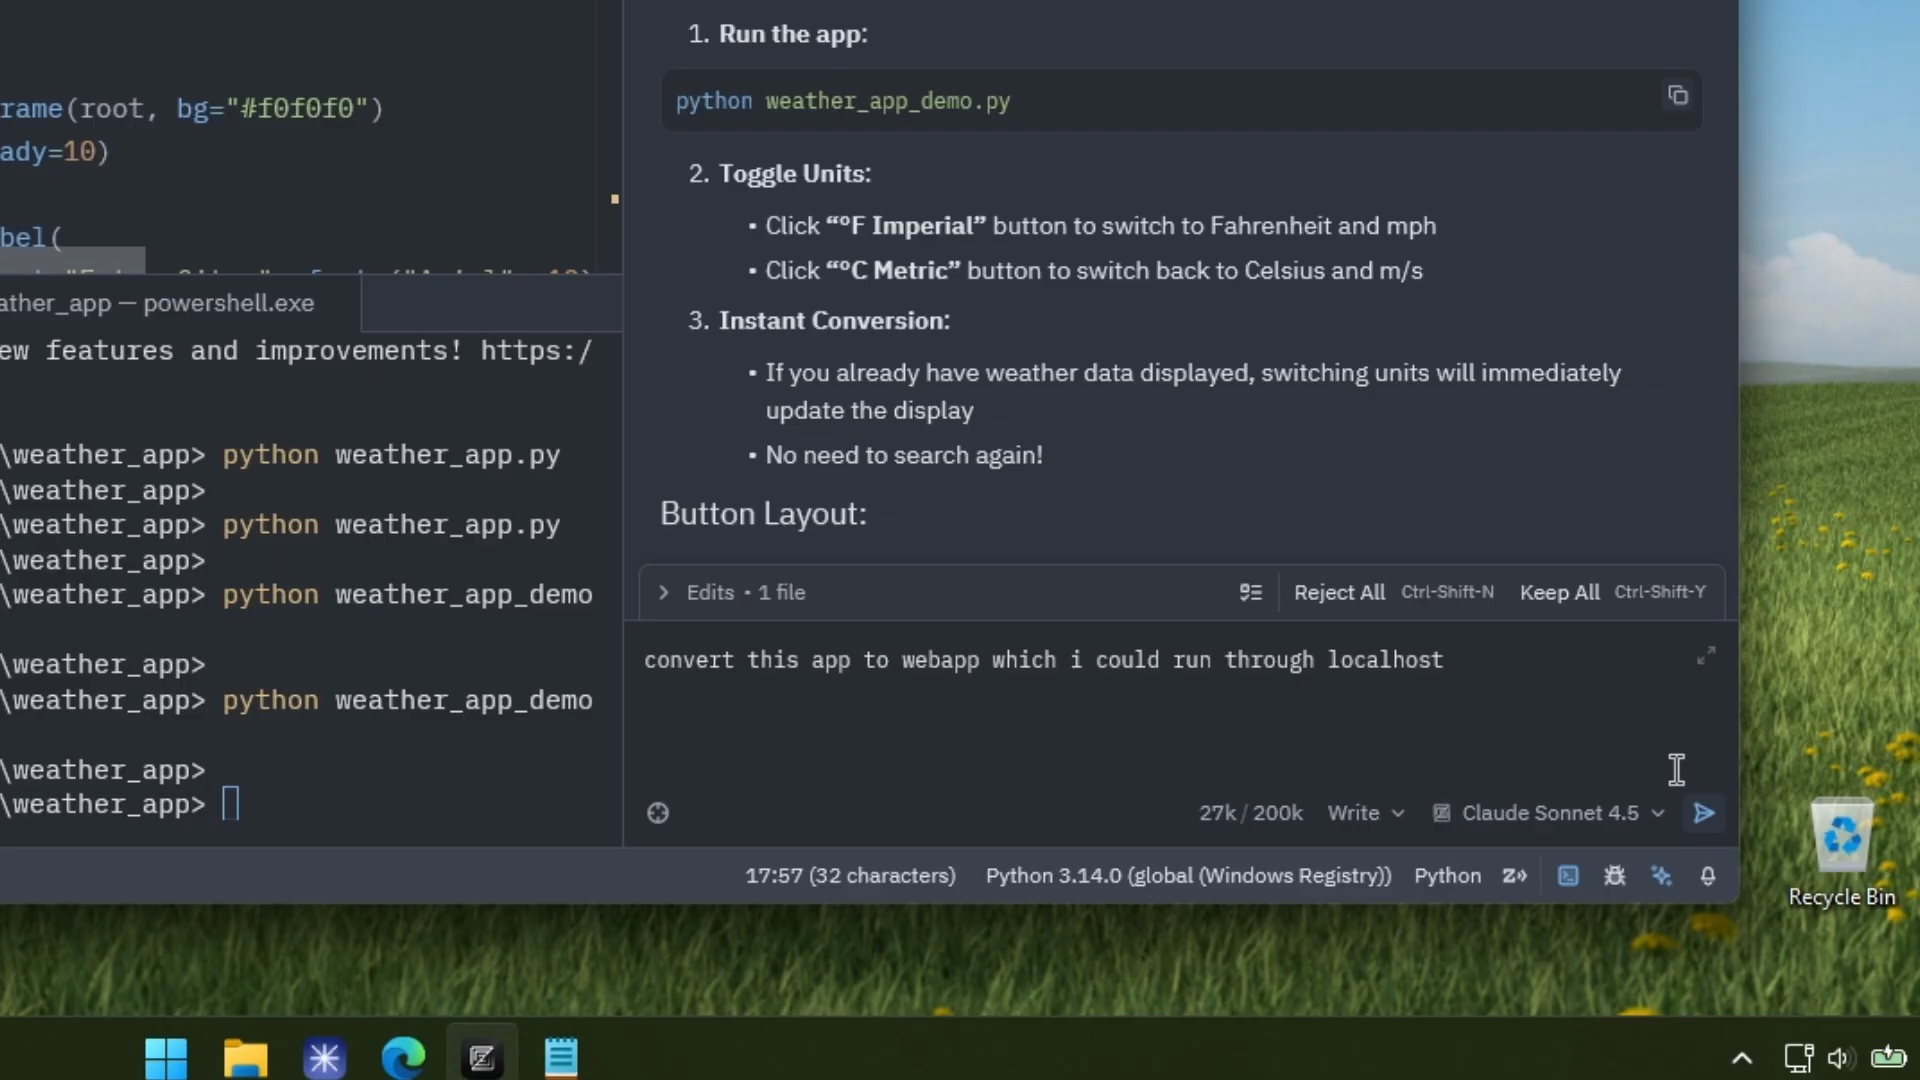 rame(root, bg="#f0f0f0")
ady=10)
bel(
ather_app — powershell.exe
ew features and improvements! https:/
\weather_app> python weather_app.py
\weather_app>
\weather_app> python weather_app.py
\weather_app>
\weather_app> python weather_app_demo
\weather_app>
\weather_app> python weather_app_demo
\weather_app>
\weather_app>
1. Run the app:
python weather_app_demo.py
2. Toggle Units:
• Click “°F Imperial” button to switch to Fahrenheit and mph
• Click “°C Metric” button to switch back to Celsius and m/s
3. Instant Conversion:
• If you already have weather data displayed, switching units will immediately
update the display
• No need to search again!
Button Layout:
Edits • 1 file Reject All Ctrl-Shift-N Keep All Ctrl-Shift-Y
convert this app to webapp which i could run through localhost
27k / 200k Write Claude Sonnet 4.5
17:57 (32 characters) Python 3.14.0 (global (Windows Registry)) Python
Recycle Bin